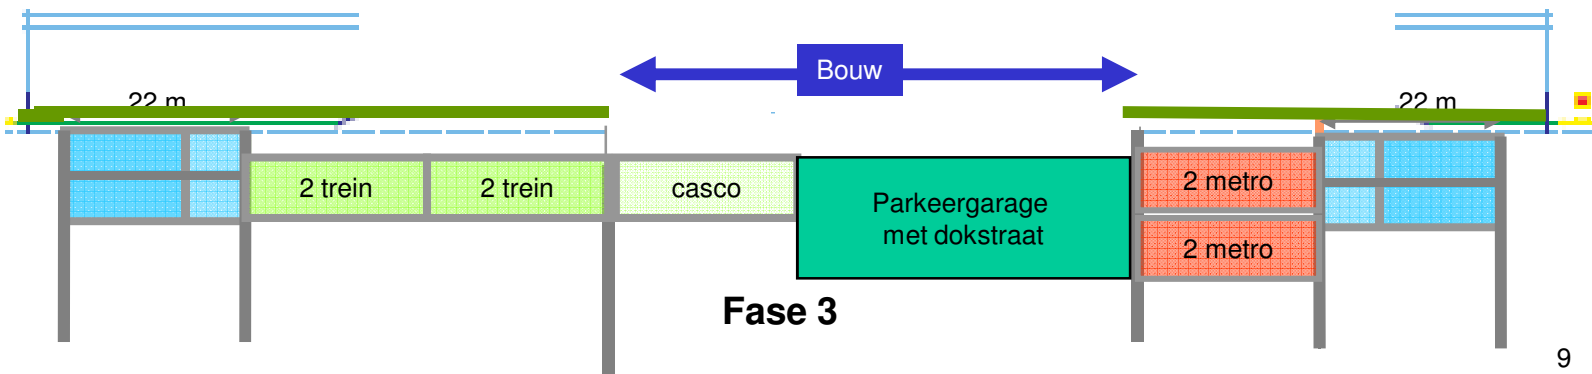 Bouw
22 m
22 m
2 trein
2 trein
casco
Parkeergarage
met dokstraat
2 metro
2 metro
Fase 3
9